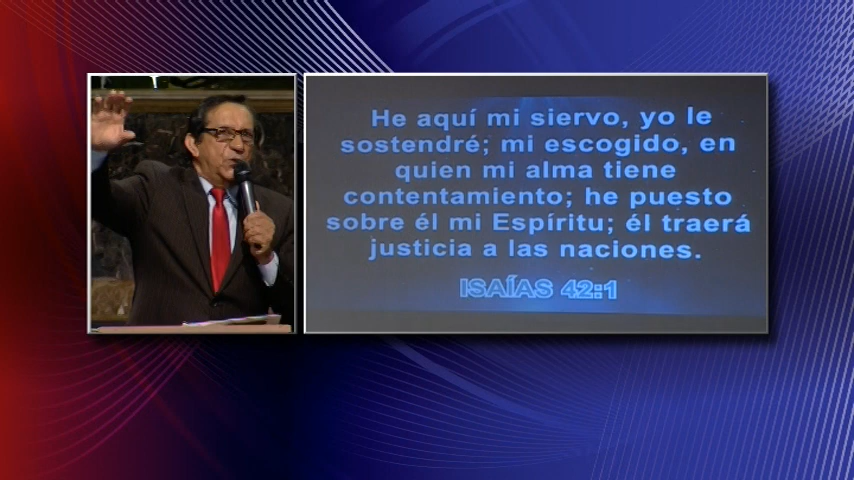 He aquí mi siervo, yo le
sostendré; mi escogido, en
quien mi alma tiene
contentamiento; he puesto
sobre él mi Espíritu; él traerá
justicia a las naciones.
ISAÍAS 42:1